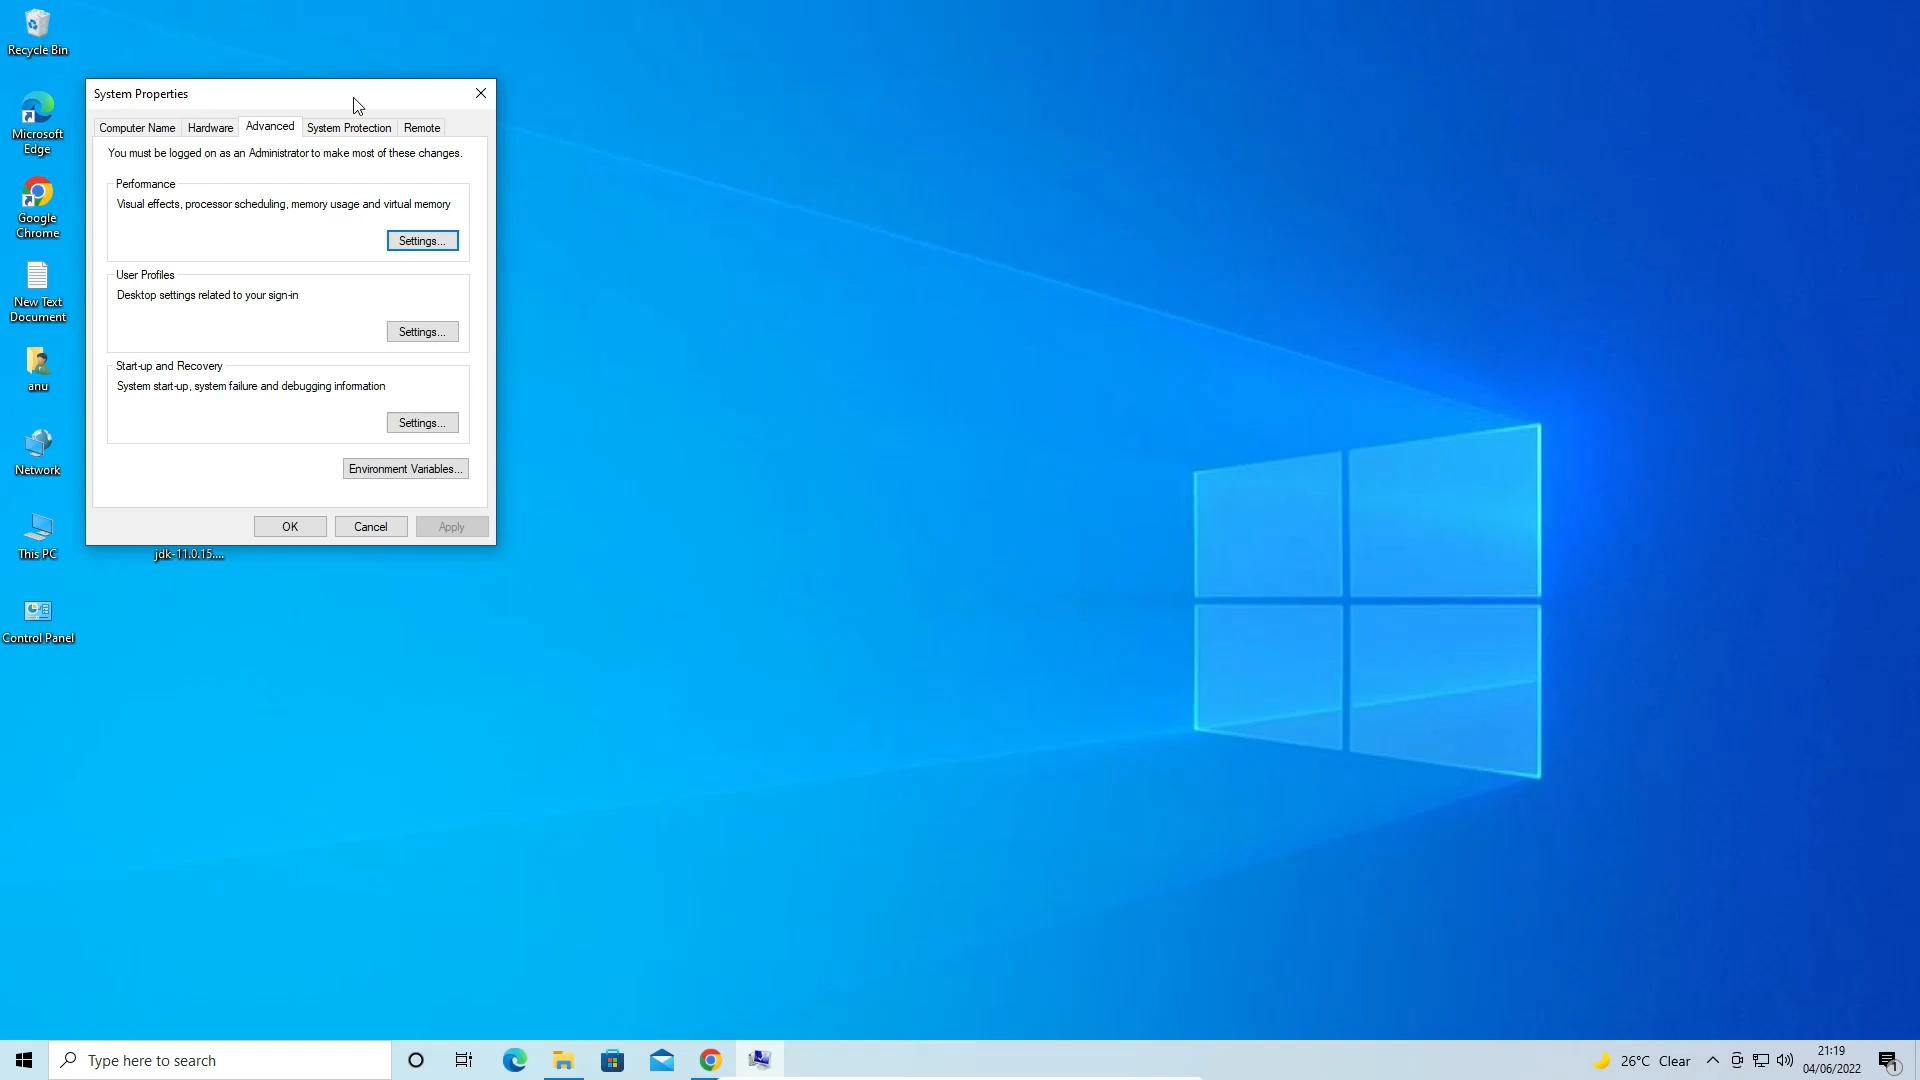 Recycle Bin
Microsoft
Edge
Google
Chrome
New Text
Document
anu
Network
This PC
Control Panel
jdk-11.0.15....
System Properties
Computer Name
Hardware
Advanced
System Protection
Remote
You must be logged on as an Administrator to make most of these changes.
Performance
Visual effects, processor scheduling, memory usage and virtual memory
Settings...
User Profiles
Desktop settings related to your sign-in
Settings...
Start-up and Recovery
System start-up, system failure and debugging information
Settings...
Environment Variables...
OK
Cancel
Apply
Type here to search
26°C Clear
21:19
04/06/2022
1